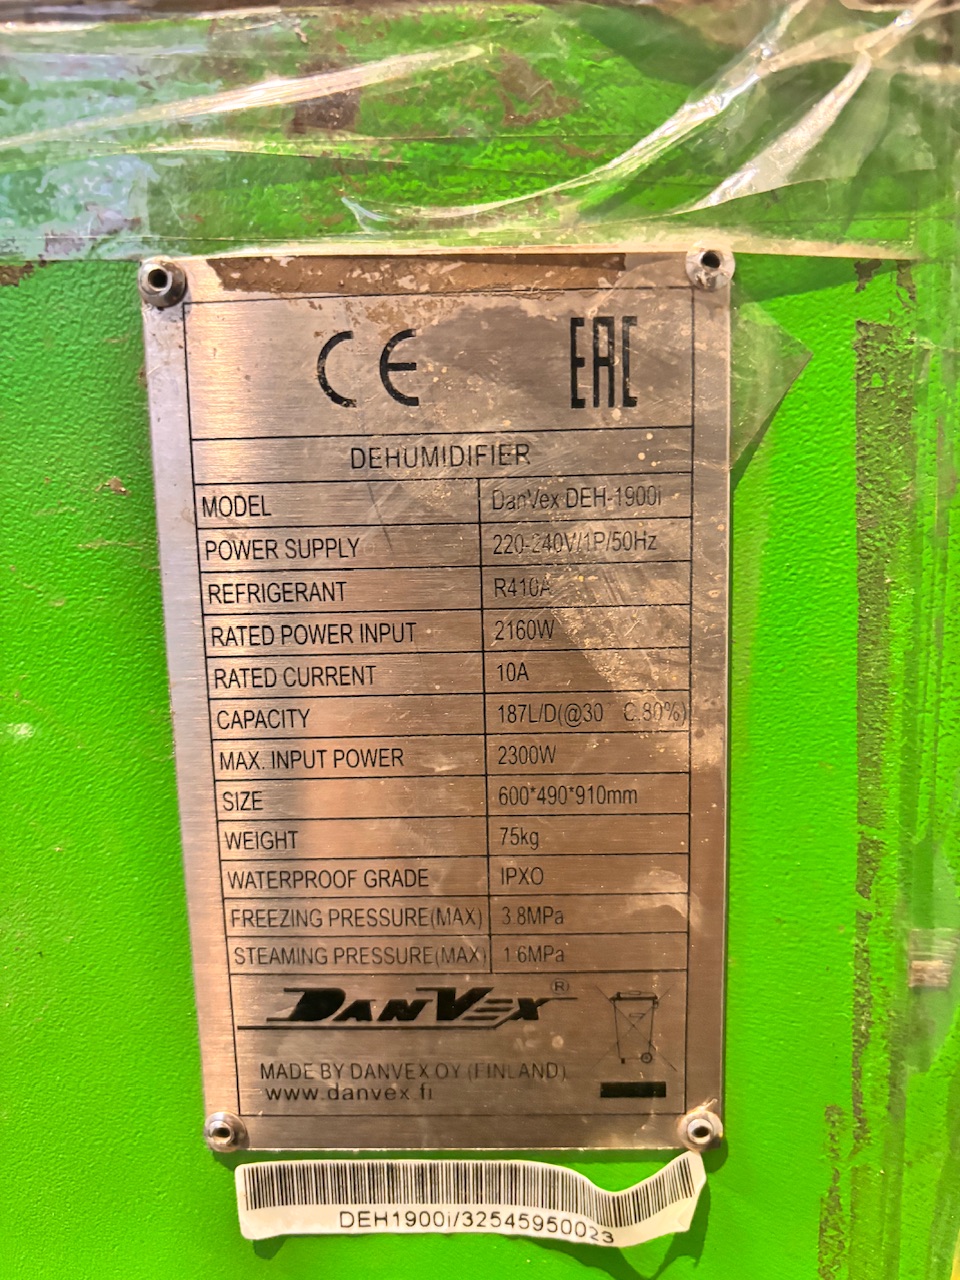 CE EAC
DEHUMIDIFIER
MODEL DanVex DEH-1900i
POWER SUPPLY 220-240V/1P/50Hz
REFRIGERANT R410A
RATED POWER INPUT 2160W
RATED CURRENT 10A
CAPACITY 187L/D(@30 C.80%)
MAX. INPUT POWER 2300W
SIZE 600*490*910mm
WEIGHT 75kg
WATERPROOF GRADE IPXO
FREEZING PRESSURE(MAX) 3.8MPa
STEAMING PRESSURE(MAX) 1.6MPa
DANVEX®
MADE BY DANVEX OY (FINLAND)
www.danvex.fi
DEH1900i/32545950023